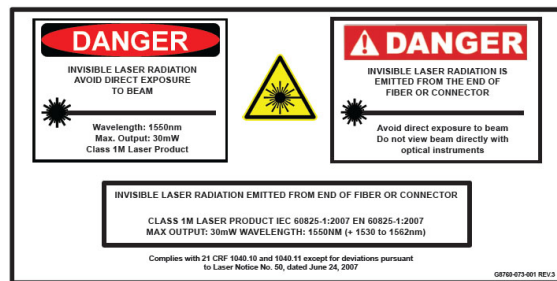 DANGER
INVISIBLE LASER RADIATION
AVOID DIRECT EXPOSURE
TO BEAM
Wavelength: 1550nm
Max. Output: 30mW
Class 1M Laser Product
DANGER
INVISIBLE LASER RADIATION IS
EMITTED FROM THE END OF
FIBER OR CONNECTOR
Avoid direct exposure to beam
Do not view beam directly with
optical instruments
INVISIBLE LASER RADIATION EMITTED FROM END OF FIBER OR CONNECTOR
CLASS 1M LASER PRODUCT IEC 60825-1:2007 EN 60825-1:2007
MAX OUTPUT: 30mW WAVELENGTH: 1550NM (+ 1530 to 1562nm)
Complies with 21 CRF 1040.10 and 1040.11 except for deviations pursuant
to Laser Notice No. 50, dated June 24, 2007
G8760-073-001 REV.3